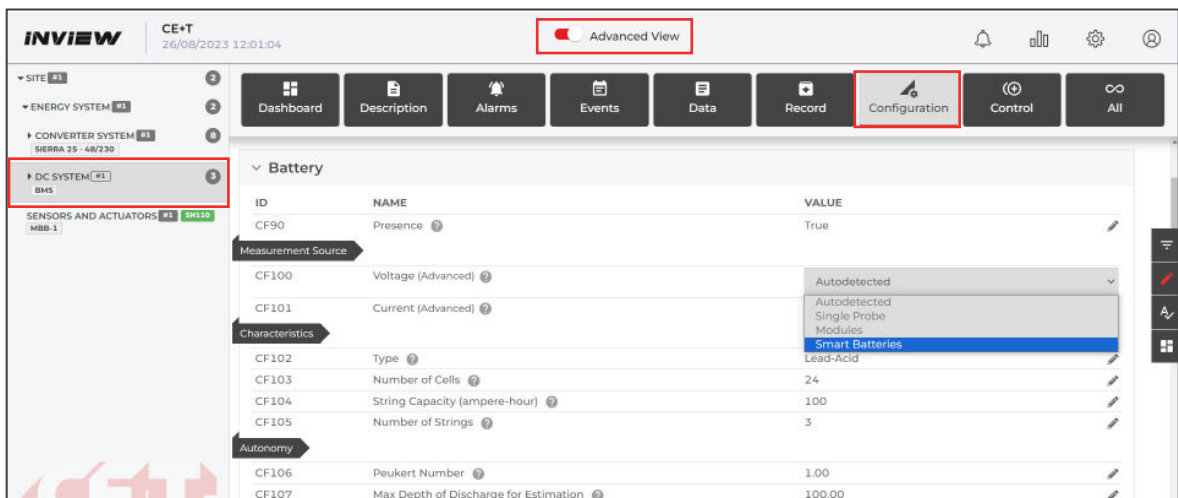 iNViEW
CE+T
26/08/2023 12:01:04
Advanced View
SITE #1 2
ENERGY SYSTEM #1 2
CONVERTER SYSTEM #1 8
SIERRA 25 - 48/230
DC SYSTEM #1 3
BMS
SENSORS AND ACTUATORS #1 SN110
MBB-1
Dashboard Description Alarms Events Data Record Configuration Control All
Battery
ID NAME VALUE
CF90 Presence True
Measurement Source
CF100 Voltage (Advanced) Autodetected
CF101 Current (Advanced)
Autodetected
Single Probe
Modules
Smart Batteries
Characteristics
CF102 Type Lead-Acid
CF103 Number of Cells 24
CF104 String Capacity (ampere-hour) 100
CF105 Number of Strings 3
Autonomy
CF106 Peukert Number 1.00
CF107 Max Depth of Discharge for Estimation 100.00